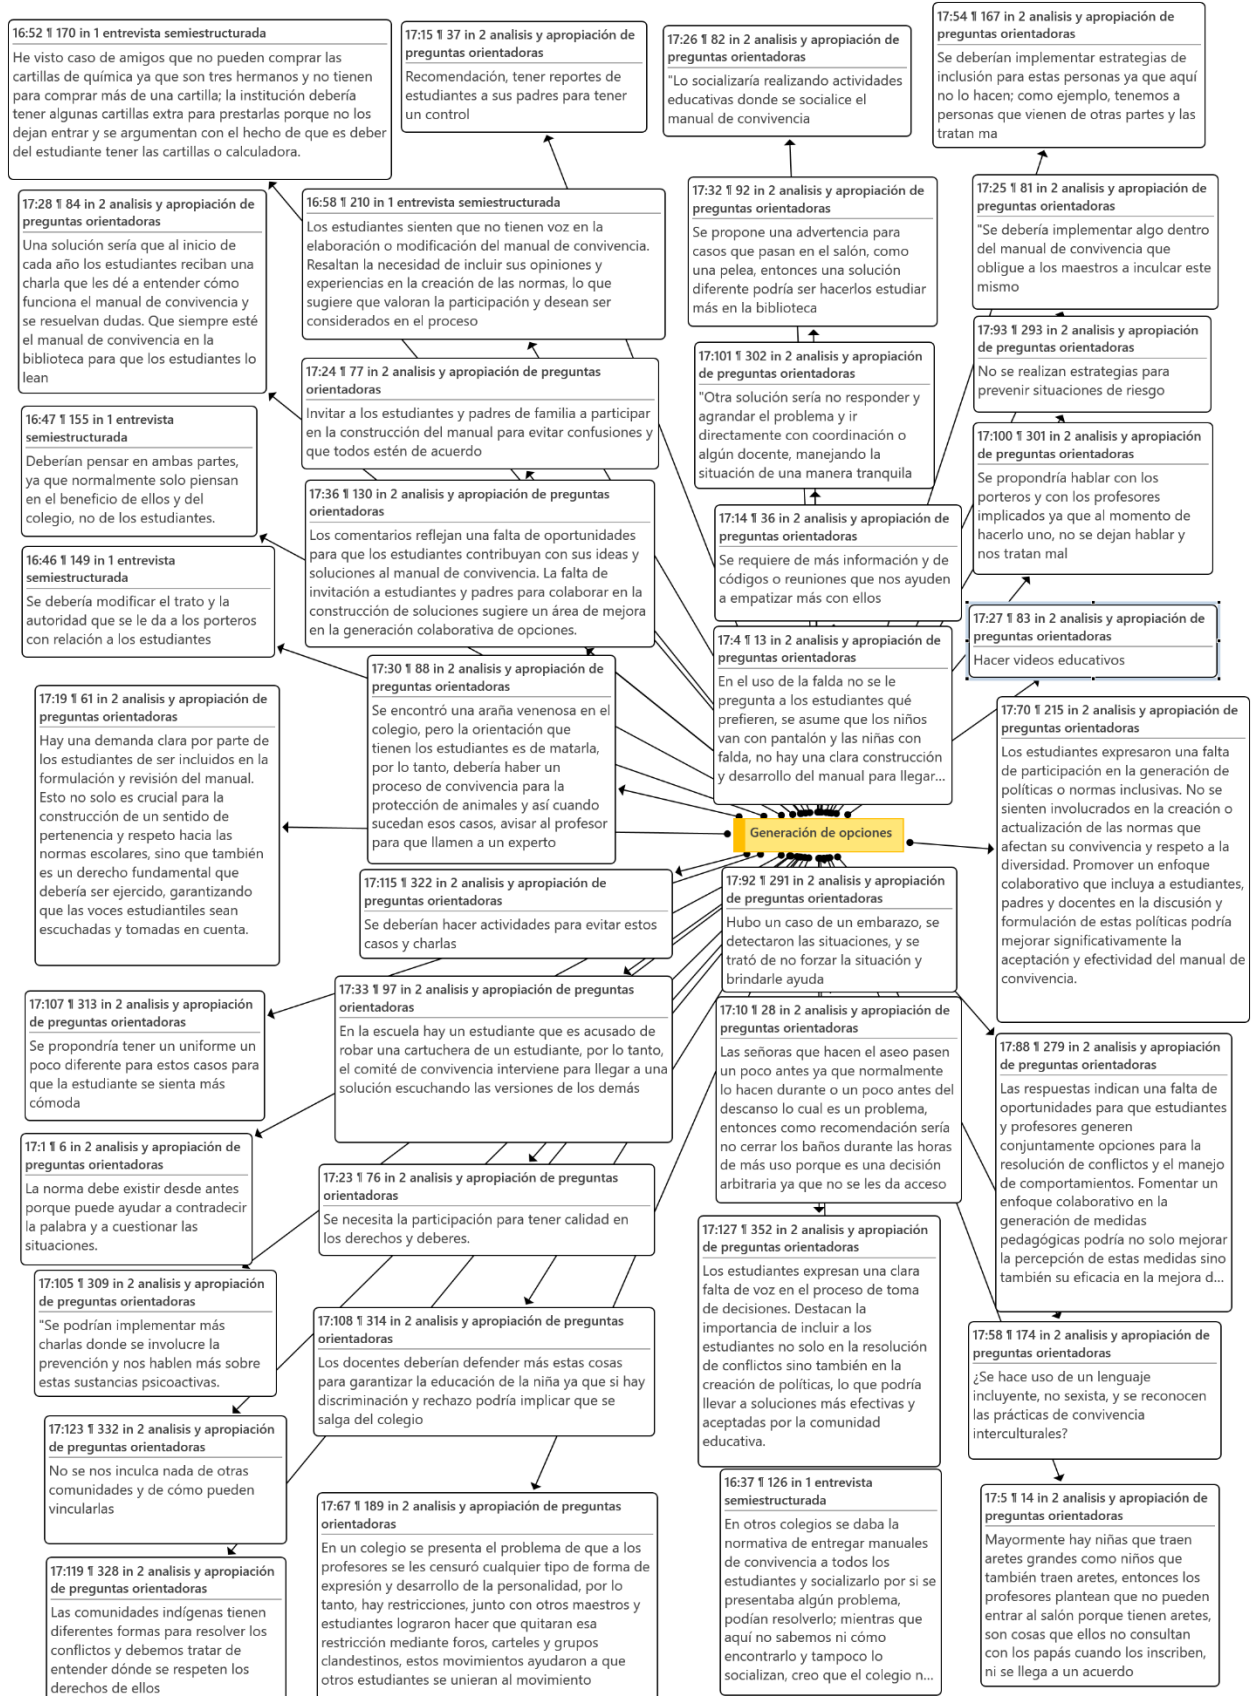 16:52 ¶ 170 in 1 entrevista semiestructurada
He visto caso de amigos que no pueden comprar las
cartillas de química ya que son tres hermanos y no tienen
para comprar más de una cartilla; la institución debería
tener algunas cartillas extra para prestarlas porque no los
dejan entrar y se argumentan con el hecho de que es deber
del estudiante tener las cartillas o calculadora.
17:15 ¶ 37 in 2 analisis y apropiación de
preguntas orientadoras
Recomendación, tener reportes de
estudiantes a sus padres para tener
un control
17:26 ¶ 82 in 2 analisis y apropiación de
preguntas orientadoras
"Lo socializaría realizando actividades
educativas donde se socialice el
manual de convivencia
17:54 ¶ 167 in 2 analisis y apropiación de
preguntas orientadoras
Se deberían implementar estrategias de
inclusión para estas personas ya que aquí
no lo hacen; como ejemplo, tenemos a
personas que vienen de otras partes y las
tratan ma
17:28 ¶ 84 in 2 analisis y apropiación de
preguntas orientadoras
Una solución sería que al inicio de
cada año los estudiantes reciban una
charla que les dé a entender cómo
funciona el manual de convivencia y
se resuelvan dudas. Que siempre esté
el manual de convivencia en la
biblioteca para que los estudiantes lo
lean
16:58 ¶ 210 in 1 entrevista semiestructurada
Los estudiantes sienten que no tienen voz en la
elaboración o modificación del manual de convivencia.
Resaltan la necesidad de incluir sus opiniones y
experiencias en la creación de las normas, lo que
sugiere que valoran la participación y desean ser
considerados en el proceso
17:32 ¶ 92 in 2 analisis y apropiación de
preguntas orientadoras
Se propone una advertencia para
casos que pasan en el salón, como
una pelea, entonces una solución
diferente podría ser hacerlos estudiar
más en la biblioteca
17:25 ¶ 81 in 2 analisis y apropiación de
preguntas orientadoras
"Se debería implementar algo dentro
del manual de convivencia que
obligue a los maestros a inculcar este
mismo
17:93 ¶ 293 in 2 analisis y apropiación
de preguntas orientadoras
No se realizan estrategias para
prevenir situaciones de riesgo
17:24 ¶ 77 in 2 analisis y apropiación de preguntas
orientadoras
Invitar a los estudiantes y padres de familia a participar
en la construcción del manual para evitar confusiones y
que todos estén de acuerdo
17:101 ¶ 302 in 2 analisis y apropiación
de preguntas orientadoras
"Otra solución sería no responder y
agrandar el problema y ir
directamente con coordinación o
algún docente, manejando la
situación de una manera tranquila
16:47 ¶ 155 in 1 entrevista
semiestructurada
Deberían pensar en ambas partes,
ya que normalmente solo piensan
en el beneficio de ellos y del
colegio, no de los estudiantes.
17:100 ¶ 301 in 2 analisis y apropiación
de preguntas orientadoras
Se propondría hablar con los
porteros y con los profesores
implicados ya que al momento de
hacerlo uno, no se dejan hablar y
nos tratan mal
17:36 ¶ 130 in 2 analisis y apropiación de preguntas
orientadoras
Los comentarios reflejan una falta de oportunidades
para que los estudiantes contribuyan con sus ideas y
soluciones al manual de convivencia. La falta de
invitación a estudiantes y padres para colaborar en la
construcción de soluciones sugiere un área de mejora
en la generación colaborativa de opciones.
17:14 ¶ 36 in 2 analisis y apropiación de
preguntas orientadoras
Se requiere de más información y de
códigos o reuniones que nos ayuden
a empatizar más con ellos
16:46 ¶ 149 in 1 entrevista
semiestructurada
Se debería modificar el trato y la
autoridad que se le da a los porteros
con relación a los estudiantes
17:27 ¶ 83 in 2 analisis y apropiación de
preguntas orientadoras
Hacer videos educativos
17:4 ¶ 13 in 2 analisis y apropiación de
preguntas orientadoras
En el uso de la falda no se le
pregunta a los estudiantes qué
prefieren, se asume que los niños
van con pantalón y las niñas con
falda, no hay una clara construcción
y desarrollo del manual para llegar...
17:30 ¶ 88 in 2 analisis y apropiación de
preguntas orientadoras
Se encontró una araña venenosa en el
colegio, pero la orientación que
tienen los estudiantes es de matarla,
por lo tanto, debería haber un
proceso de convivencia para la
protección de animales y así cuando
sucedan esos casos, avisar al profesor
para que llamen a un experto
17:19 ¶ 61 in 2 analisis y apropiación de
preguntas orientadoras
Hay una demanda clara por parte de
los estudiantes de ser incluidos en la
formulación y revisión del manual.
Esto no solo es crucial para la
construcción de un sentido de
pertenencia y respeto hacia las
normas escolares, sino que también
es un derecho fundamental que
debería ser ejercido, garantizando
que las voces estudiantiles sean
escuchadas y tomadas en cuenta.
17:70 ¶ 215 in 2 analisis y apropiación de
preguntas orientadoras
Los estudiantes expresaron una falta
de participación en la generación de
políticas o normas inclusivas. No se
sienten involucrados en la creación o
actualización de las normas que
afectan su convivencia y respeto a la
diversidad. Promover un enfoque
colaborativo que incluya a estudiantes,
padres y docentes en la discusión y
formulación de estas políticas podría
mejorar significativamente la
aceptación y efectividad del manual de
convivencia.
Generación de opciones
17:115 ¶ 322 in 2 analisis y apropiación de
preguntas orientadoras
Se deberían hacer actividades para evitar estos
casos y charlas
17:92 ¶ 291 in 2 analisis y apropiación
de preguntas orientadoras
Hubo un caso de un embarazo, se
detectaron las situaciones, y se
trató de no forzar la situación y
brindarle ayuda
17:33 ¶ 97 in 2 analisis y apropiación de preguntas
orientadoras
En la escuela hay un estudiante que es acusado de
robar una cartuchera de un estudiante, por lo tanto,
el comité de convivencia interviene para llegar a una
solución escuchando las versiones de los demás
17:107 ¶ 313 in 2 analisis y apropiación
de preguntas orientadoras
Se propondría tener un uniforme un
poco diferente para estos casos para
que la estudiante se sienta más
cómoda
17:10 ¶ 28 in 2 analisis y apropiación de
preguntas orientadoras
Las señoras que hacen el aseo pasen
un poco antes ya que normalmente
lo hacen durante o un poco antes del
descanso lo cual es un problema,
entonces como recomendación sería
no cerrar los baños durante las horas
de más uso porque es una decisión
arbitraria ya que no se les da acceso
17:88 ¶ 279 in 2 analisis y apropiación
de preguntas orientadoras
Las respuestas indican una falta de
oportunidades para que estudiantes
y profesores generen
conjuntamente opciones para la
resolución de conflictos y el manejo
de comportamientos. Fomentar un
enfoque colaborativo en la
generación de medidas
pedagógicas podría no solo mejorar
la percepción de estas medidas sino
también su eficacia en la mejora d...
17:1 ¶ 6 in 2 analisis y apropiación de
preguntas orientadoras
La norma debe existir desde antes
porque puede ayudar a contradecir
la palabra y a cuestionar las
situaciones.
17:23 ¶ 76 in 2 analisis y apropiación de preguntas
orientadoras
Se necesita la participación para tener calidad en
los derechos y deberes.
17:127 ¶ 352 in 2 analisis y apropiación
de preguntas orientadoras
Los estudiantes expresan una clara
falta de voz en el proceso de toma
de decisiones. Destacan la
importancia de incluir a los
estudiantes no solo en la resolución
de conflictos sino también en la
creación de políticas, lo que podría
llevar a soluciones más efectivas y
aceptadas por la comunidad
educativa.
17:105 ¶ 309 in 2 analisis y apropiación
de preguntas orientadoras
"Se podrían implementar más
charlas donde se involucre la
prevención y nos hablen más sobre
estas sustancias psicoactivas.
17:108 ¶ 314 in 2 analisis y apropiación de preguntas
orientadoras
Los docentes deberían defender más estas cosas
para garantizar la educación de la niña ya que si hay
discriminación y rechazo podría implicar que se
salga del colegio
17:58 ¶ 174 in 2 analisis y apropiación de
preguntas orientadoras
¿Se hace uso de un lenguaje
incluyente, no sexista, y se reconocen
las prácticas de convivencia
interculturales?
17:123 ¶ 332 in 2 analisis y apropiación
de preguntas orientadoras
No se nos inculca nada de otras
comunidades y de cómo pueden
vincularlas
16:37 ¶ 126 in 1 entrevista
semiestructurada
En otros colegios se daba la
normativa de entregar manuales
de convivencia a todos los
estudiantes y socializarlo por si se
presentaba algún problema,
podían resolverlo; mientras que
aquí no sabemos ni cómo
encontrarlo y tampoco lo
socializan, creo que el colegio n...
17:5 ¶ 14 in 2 analisis y apropiación de
preguntas orientadoras
Mayormente hay niñas que traen
aretes grandes como niños que
también traen aretes, entonces los
profesores plantean que no pueden
entrar al salón porque tienen aretes,
son cosas que ellos no consultan
con los papás cuando los inscriben,
ni se llega a un acuerdo
17:67 ¶ 189 in 2 analisis y apropiación de preguntas
orientadoras
En un colegio se presenta el problema de que a los
profesores se les censuró cualquier tipo de forma de
expresión y desarrollo de la personalidad, por lo
tanto, hay restricciones, junto con otros maestros y
estudiantes lograron hacer que quitaran esa
restricción mediante foros, carteles y grupos
clandestinos, estos movimientos ayudaron a que
otros estudiantes se unieran al movimiento
17:119 ¶ 328 in 2 analisis y apropiación
de preguntas orientadoras
Las comunidades indígenas tienen
diferentes formas para resolver los
conflictos y debemos tratar de
entender dónde se respeten los
derechos de ellos